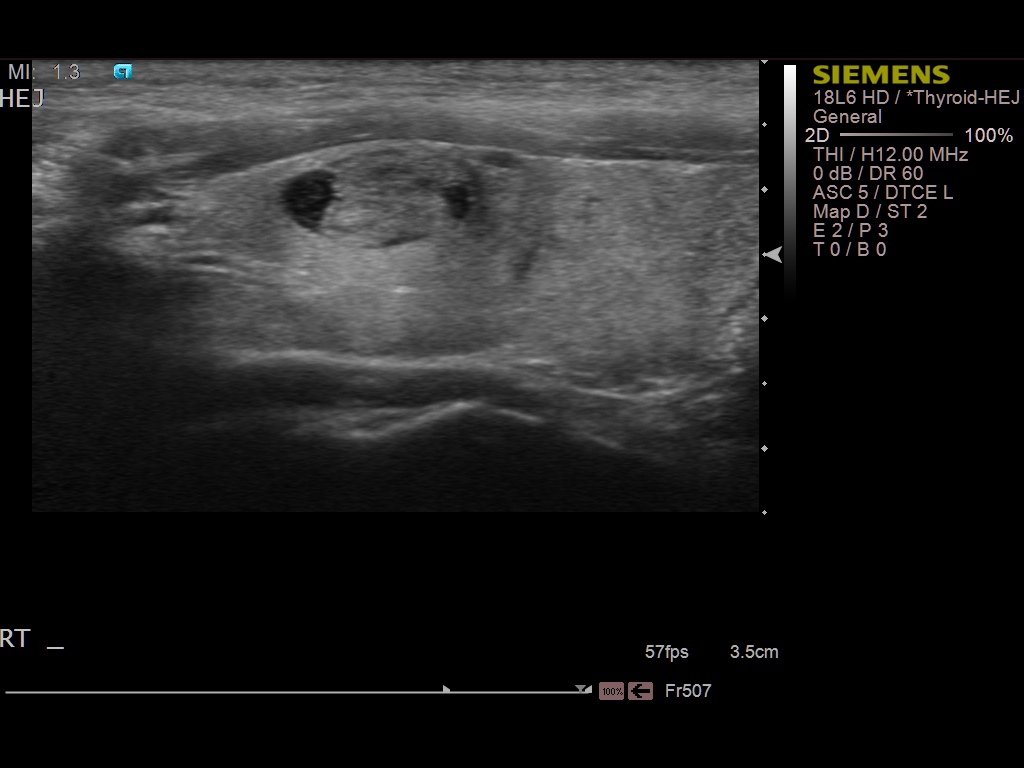 MI: 1.3
HEJ
SIEMENS
18L6 HD / *Thyroid-HEJ
General
2D 100%
THI / H12.00 MHz
0 dB / DR 60
ASC 5 / DTCE L
Map D / ST 2
E 2 / P 3
T 0 / B 0
RT _
57fps 3.5cm
100% Fr507